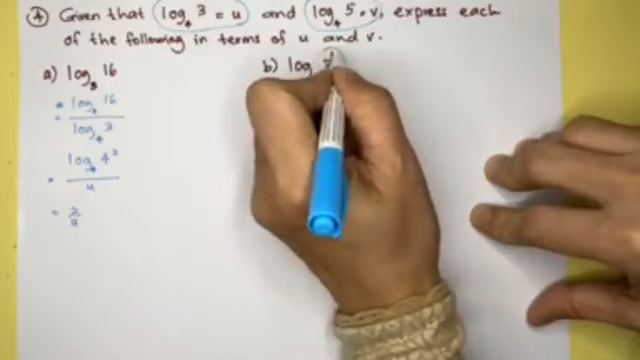 ④ Given that log₄ 3 = u and log₄ 5 = v, express each
of the following in terms of u and v.
a) log₃ 16
b) log
= log₄ 16
log₄ 3
= log₄ 4²
u
= 2
u